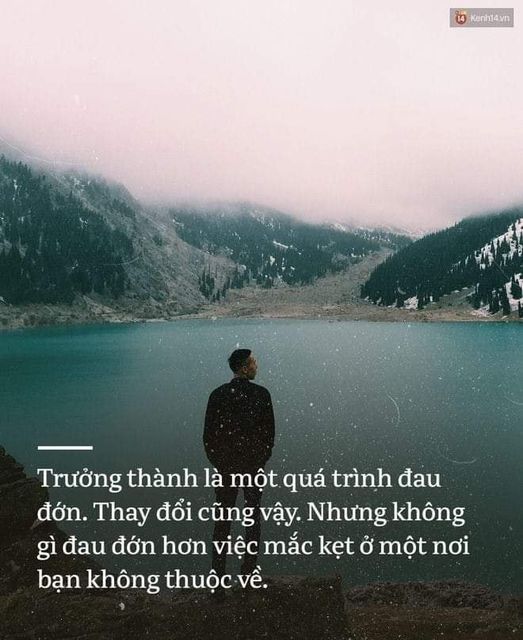 14
Kenh14.vn
Trưởng thành là một quá trình đau
đớn. Thay đổi cũng vậy. Nhưng không
gì đau đớn hơn việc mắc kẹt ở một nơi
bạn không thuộc về.